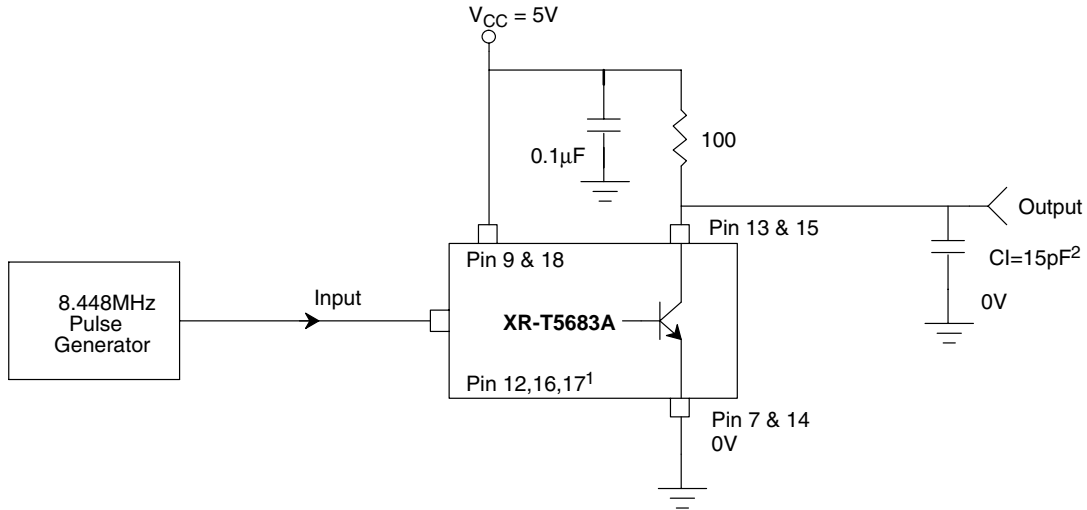 V_CC = 5V
0.1µF
100
Pin 13 & 15
Output
Pin 9 & 18
CI=15pF²
0V
8.448MHz
Pulse
Generator
Input
XR-T5683A
Pin 12,16,17¹
Pin 7 & 14
0V